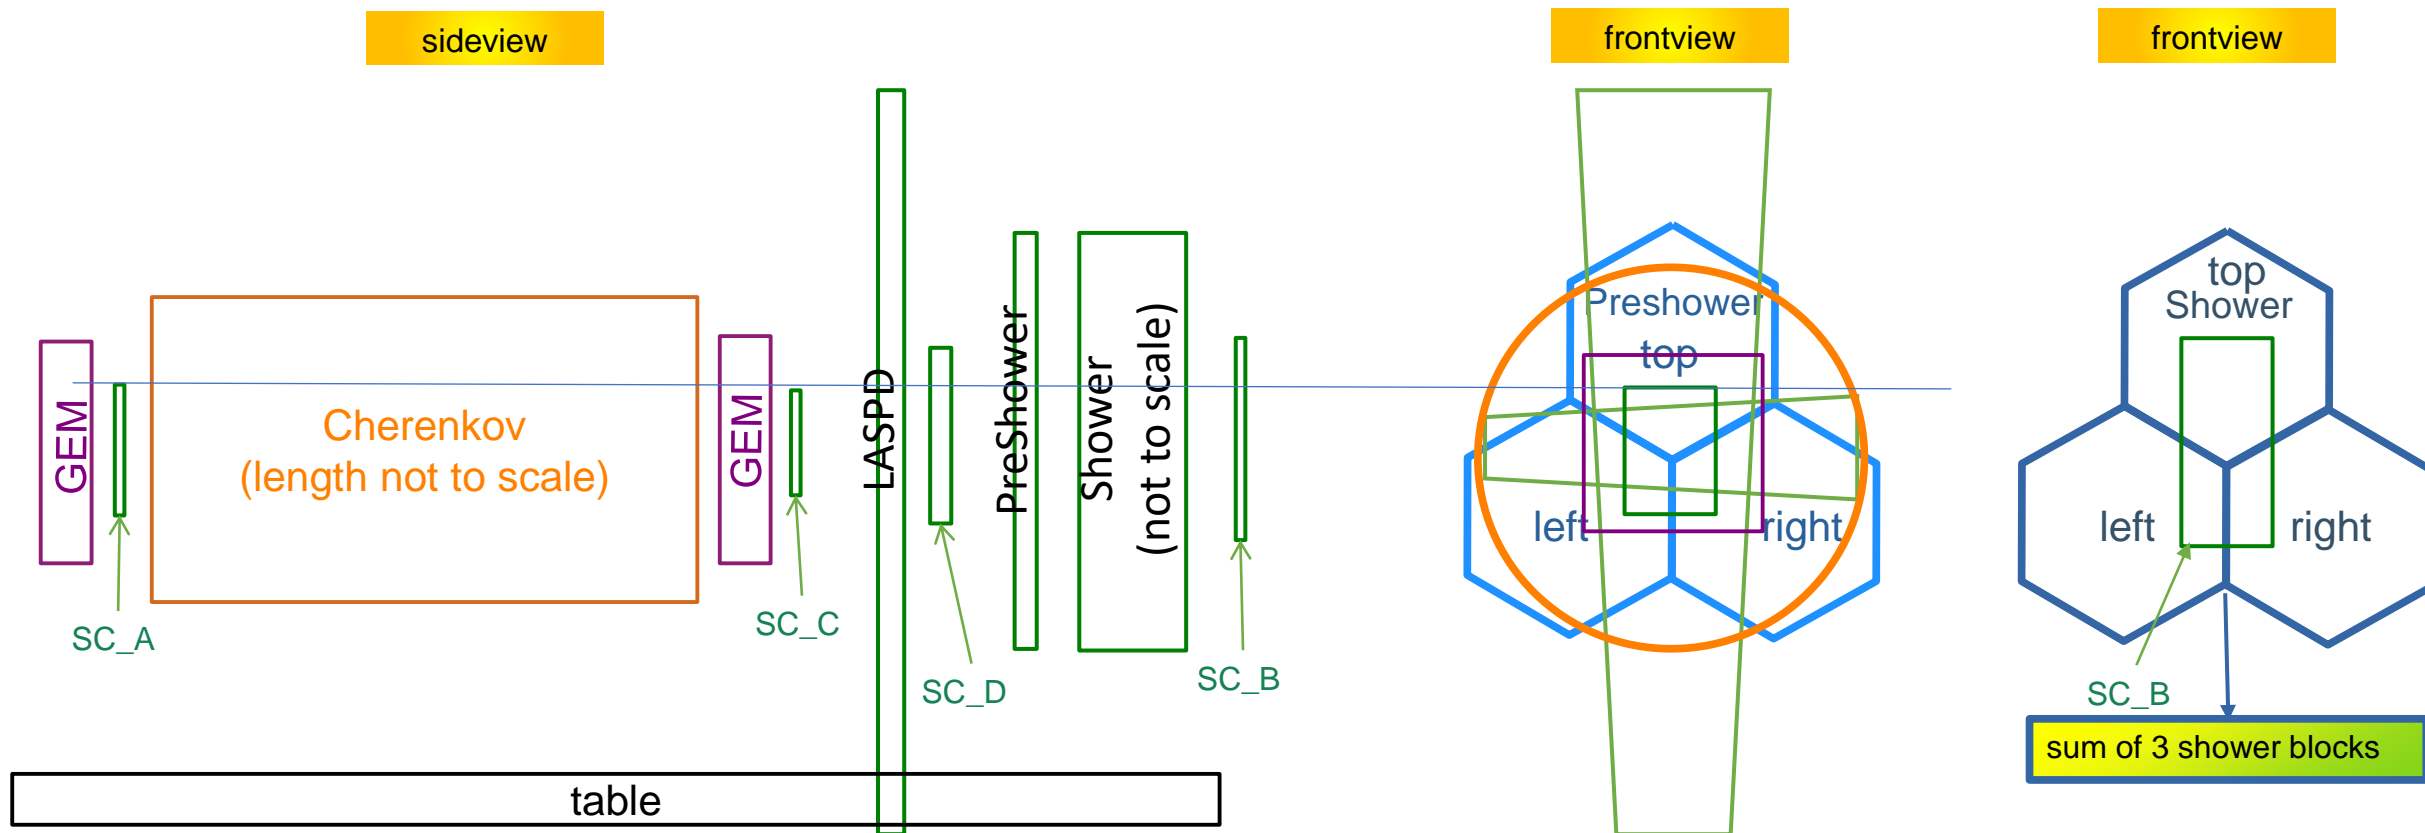 sideview
frontview
frontview
GEM
SC_A
Cherenkov
(length not to scale)
GEM
SC_C
LASPD
SC_D
PreShower
Shower
(not to scale)
SC_B
table
Preshower
top
left
right
top
Shower
left
right
SC_B
sum of 3 shower blocks